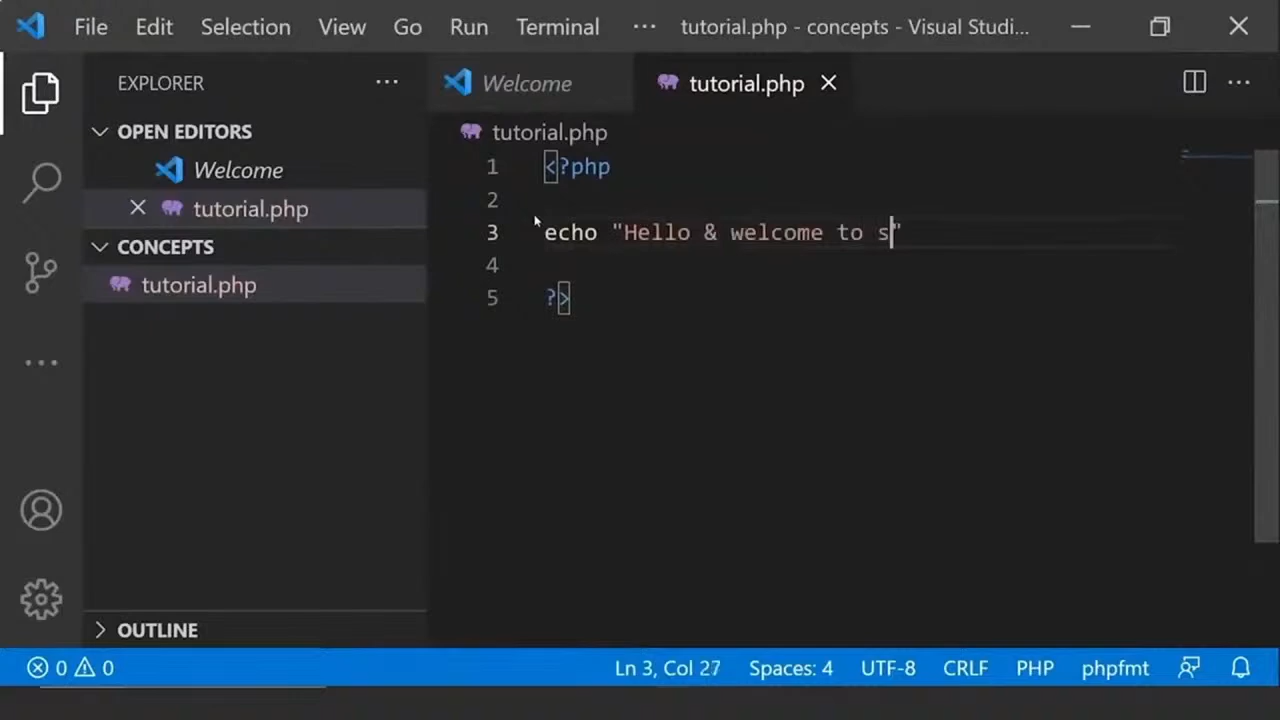 File Edit Selection View Go Run Terminal ··· tutorial.php - concepts - Visual Studi...
EXPLORER ···
Welcome
tutorial.php
OPEN EDITORS
Welcome
tutorial.php
CONCEPTS
tutorial.php
OUTLINE
tutorial.php
1 <?php
2
3 echo "Hello & welcome to s"
4
5 ?>
0 0 Ln 3, Col 27 Spaces: 4 UTF-8 CRLF PHP phpfmt